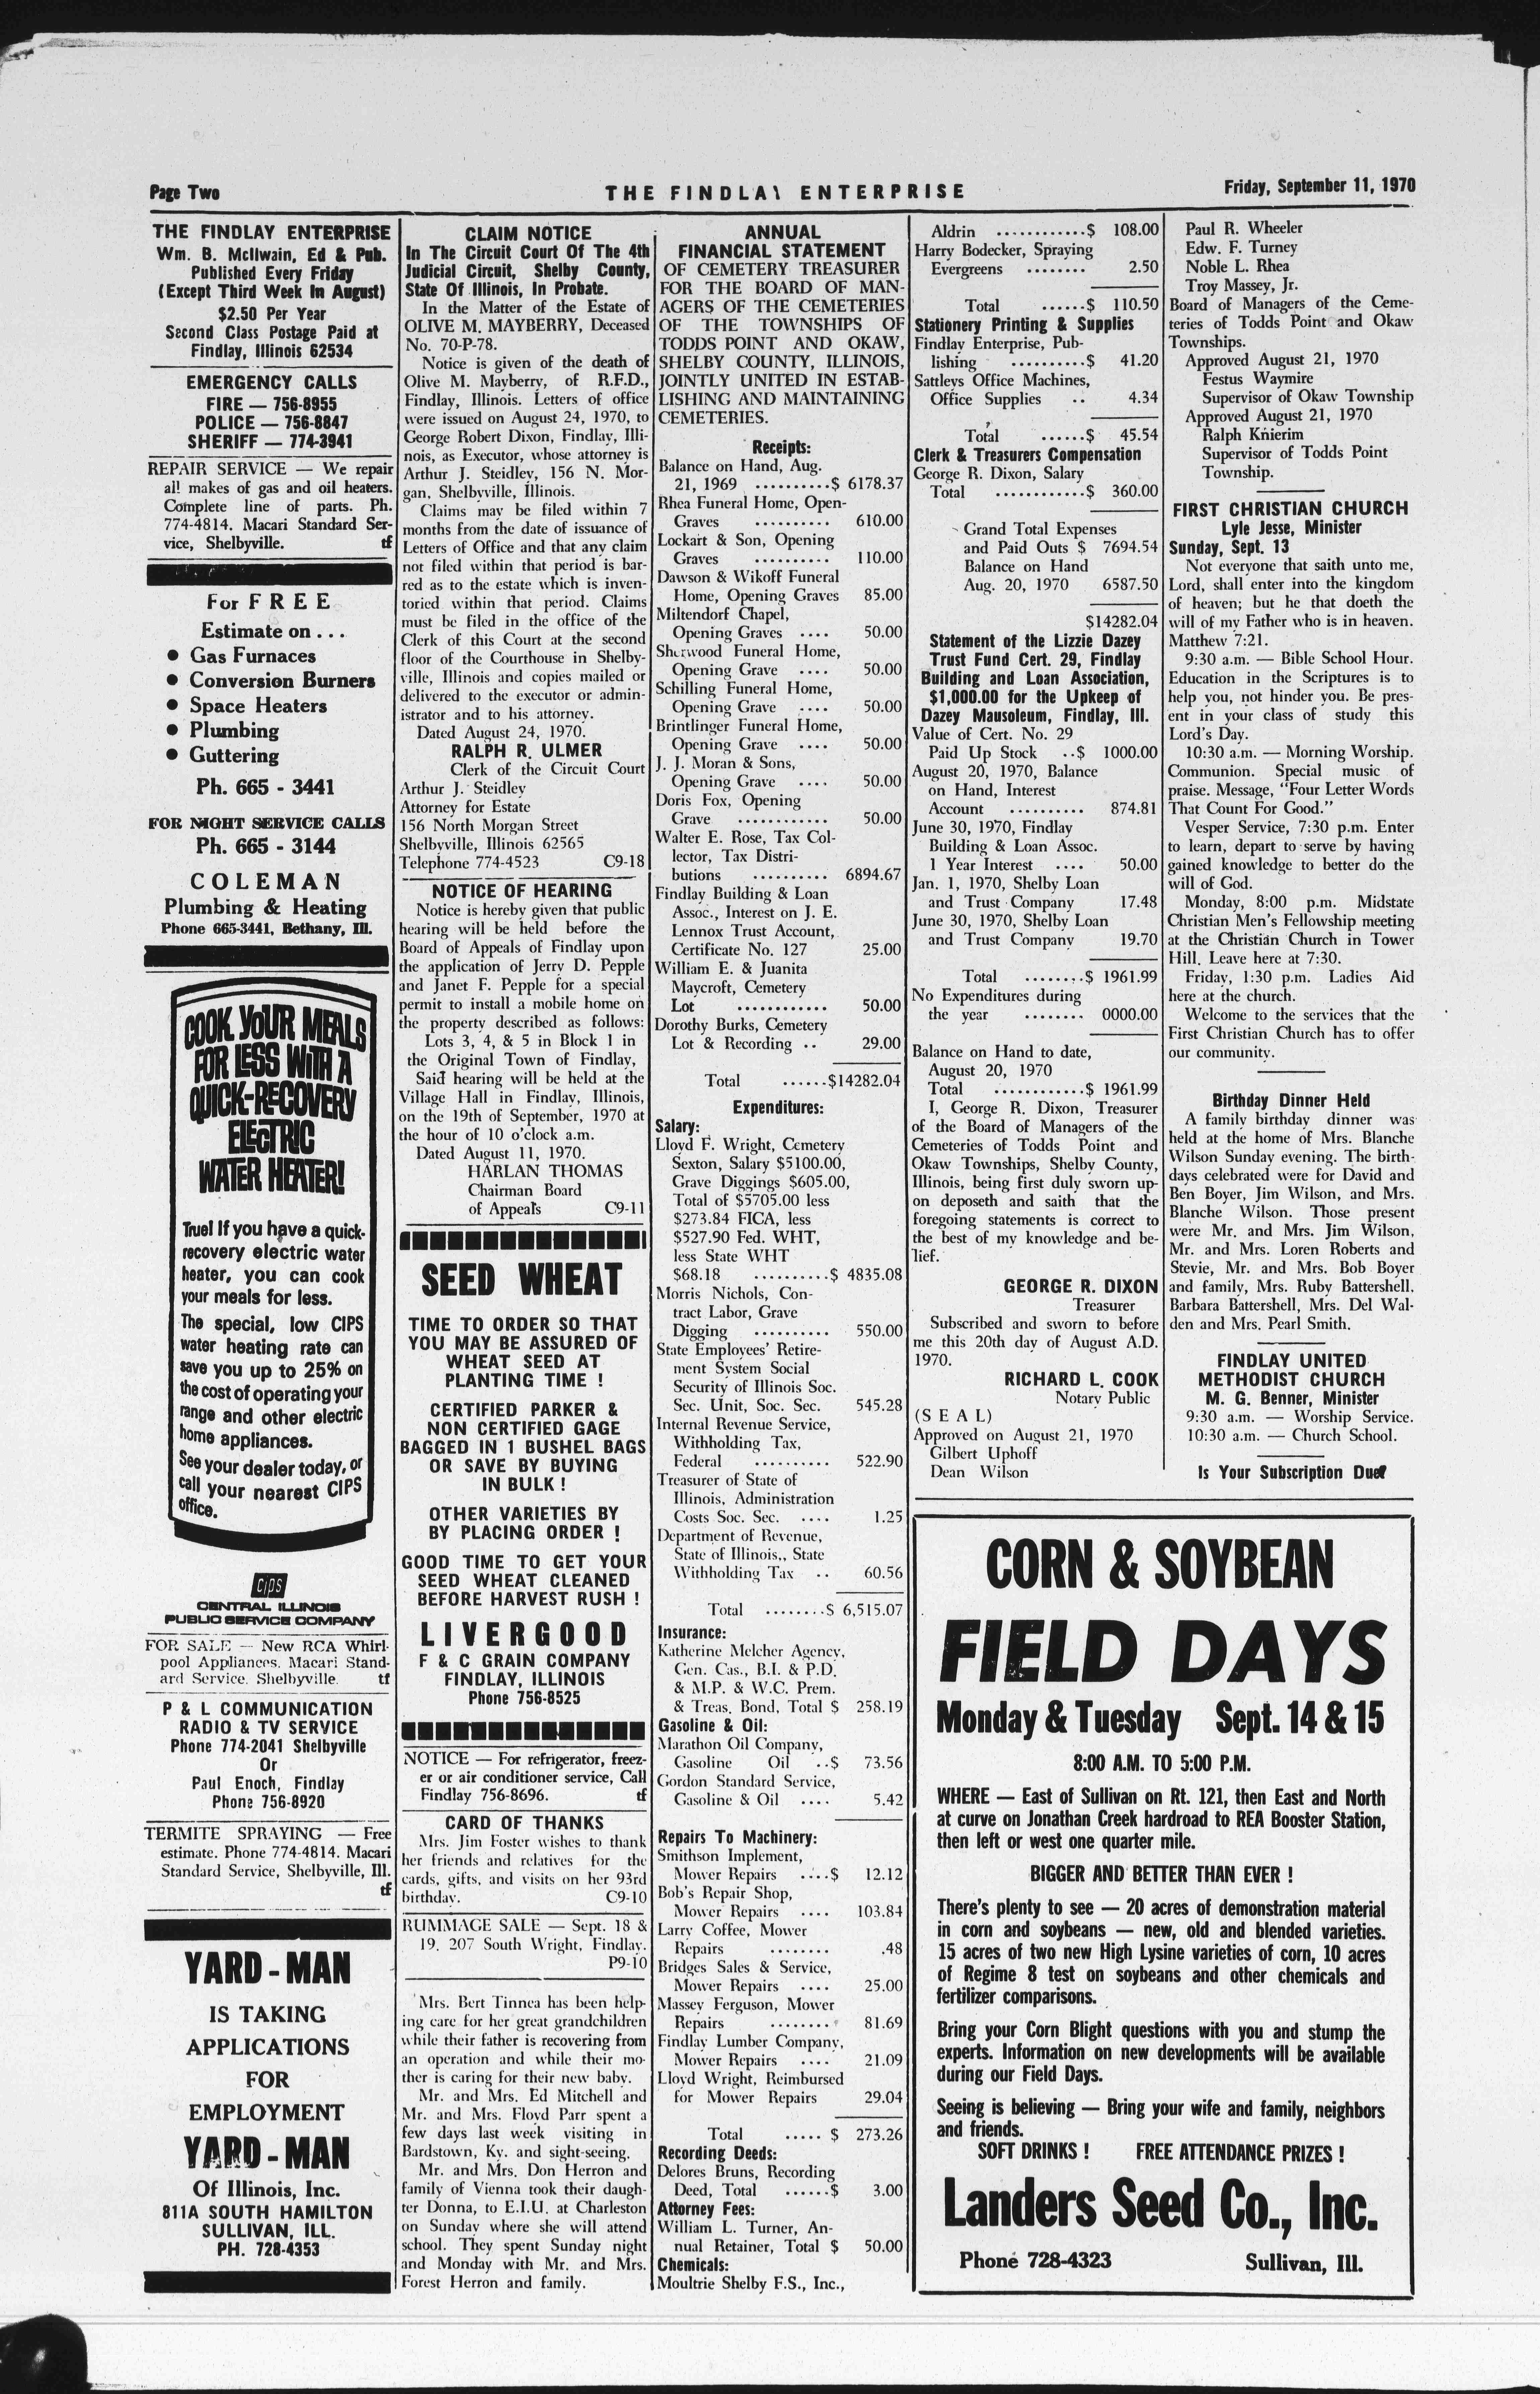 Page Two
THE FINDLAY ENTERPRISE
Friday, September 11, 1970
THE FINDLAY ENTERPRISE
Wm. B. McIlwain, Ed & Pub.
Published Every Friday
(Except Third Week In August)
$2.50 Per Year
Second Class Postage Paid at
Findlay, Illinois 62534
EMERGENCY CALLS
FIRE — 756-8955
POLICE — 756-8847
SHERIFF — 774-3941
REPAIR SERVICE — We repair
all makes of gas and oil heaters.
Complete line of parts. Ph.
774-4814. Macari Standard Ser-
vice, Shelbyville. tf
For FREE
Estimate on . . .
● Gas Furnaces
● Conversion Burners
● Space Heaters
● Plumbing
● Guttering
Ph. 665 - 3441
FOR NIGHT SERVICE CALLS
Ph. 665 - 3144
COLEMAN
Plumbing & Heating
Phone 665-3441, Bethany, Ill.
COOK YOUR MEALS
FOR LESS WITH A
QUICK-RECOVERY
ELECTRIC
WATER HEATER!
True! If you have a quick-
recovery electric water
heater, you can cook
your meals for less.
The special, low CIPS
water heating rate can
save you up to 25% on
the cost of operating your
range and other electric
home appliances.
See your dealer today, or
call your nearest CIPS
office.
CIPS
CENTRAL ILLINOIS
PUBLIC SERVICE COMPANY
FOR SALE — New RCA Whirl-
pool Appliances. Macari Stand-
ard Service. Shelbyville. tf
P & L COMMUNICATION
RADIO & TV SERVICE
Phone 774-2041 Shelbyville
Or
Paul Enoch, Findlay
Phone 756-8920
TERMITE SPRAYING — Free
estimate. Phone 774-4814. Macari
Standard Service, Shelbyville, Ill.
tf
YARD-MAN
IS TAKING
APPLICATIONS
FOR
EMPLOYMENT
YARD-MAN
Of Illinois, Inc.
811A SOUTH HAMILTON
SULLIVAN, ILL.
PH. 728-4353
CLAIM NOTICE
In The Circuit Court Of The 4th
Judicial Circuit, Shelby County,
State Of Illinois, In Probate.
In the Matter of the Estate of
OLIVE M. MAYBERRY, Deceased
No. 70-P-78.
Notice is given of the death of
Olive M. Mayberry, of R.F.D.,
Findlay, Illinois. Letters of office
were issued on August 24, 1970, to
George Robert Dixon, Findlay, Illi-
nois, as Executor, whose attorney is
Arthur J. Steidley, 156 N. Mor-
gan, Shelbyville, Illinois.
Claims may be filed within 7
months from the date of issuance of
Letters of Office and that any claim
not filed within that period is bar-
red as to the estate which is inven-
toried within that period. Claims
must be filed in the office of the
Clerk of this Court at the second
floor of the Courthouse in Shelby-
ville, Illinois and copies mailed or
delivered to the executor or admin-
istrator and to his attorney.
Dated August 24, 1970.
RALPH R. ULMER
Clerk of the Circuit Court
Arthur J. Steidley
Attorney for Estate
156 North Morgan Street
Shelbyville, Illinois 62565
Telephone 774-4523 C9-18
NOTICE OF HEARING
Notice is hereby given that public
hearing will be held before the
Board of Appeals of Findlay upon
the application of Jerry D. Pepple
and Janet F. Pepple for a special
permit to install a mobile home on
the property described as follows:
Lots 3, 4, & 5 in Block 1 in
the Original Town of Findlay,
Said hearing will be held at the
Village Hall in Findlay, Illinois,
on the 19th of September, 1970 at
the hour of 10 o'clock a.m.
Dated August 11, 1970.
HARLAN THOMAS
Chairman Board
of Appeals C9-11
SEED WHEAT
TIME TO ORDER SO THAT
YOU MAY BE ASSURED OF
WHEAT SEED AT
PLANTING TIME !
CERTIFIED PARKER &
NON CERTIFIED GAGE
BAGGED IN 1 BUSHEL BAGS
OR SAVE BY BUYING
IN BULK !
OTHER VARIETIES BY
BY PLACING ORDER !
GOOD TIME TO GET YOUR
SEED WHEAT CLEANED
BEFORE HARVEST RUSH !
LIVERGOOD
F & C GRAIN COMPANY
FINDLAY, ILLINOIS
Phone 756-8525
NOTICE — For refrigerator, freez-
er or air conditioner service, Call
Findlay 756-8696. tf
CARD OF THANKS
Mrs. Jim Foster wishes to thank
her friends and relatives for the
cards, gifts, and visits on her 93rd
birthday. C9-10
RUMMAGE SALE — Sept. 18 &
19. 207 South Wright, Findlay.
P9-10
Mrs. Bert Tinnea has been help-
ing care for her great grandchildren
while their father is recovering from
an operation and while their mo-
ther is caring for their new baby.
Mr. and Mrs. Ed Mitchell and
Mr. and Mrs. Floyd Parr spent a
few days last week visiting in
Bardstown, Ky. and sight-seeing.
Mr. and Mrs. Don Herron and
family of Vienna took their daugh-
ter Donna, to E.I.U. at Charleston
on Sunday where she will attend
school. They spent Sunday night
and Monday with Mr. and Mrs.
Forest Herron and family.
ANNUAL
FINANCIAL STATEMENT
OF CEMETERY TREASURER
FOR THE BOARD OF MAN-
AGERS OF THE CEMETERIES
OF THE TOWNSHIPS OF
TODDS POINT AND OKAW,
SHELBY COUNTY, ILLINOIS,
JOINTLY UNITED IN ESTAB-
LISHING AND MAINTAINING
CEMETERIES.
Receipts:
Balance on Hand, Aug.
21, 1969 ..........$ 6178.37
Rhea Funeral Home, Open-
Graves .......... 610.00
Lockart & Son, Opening
Graves .......... 110.00
Dawson & Wikoff Funeral
Home, Opening Graves 85.00
Miltendorf Chapel,
Opening Graves .... 50.00
Sherwood Funeral Home,
Opening Grave .... 50.00
Schilling Funeral Home,
Opening Grave .... 50.00
Brintlinger Funeral Home,
Opening Grave .... 50.00
J. J. Moran & Sons,
Opening Grave .... 50.00
Doris Fox, Opening
Grave ............ 50.00
Walter E. Rose, Tax Col-
lector, Tax Distri-
butions .......... 6894.67
Findlay Building & Loan
Assoc., Interest on J. E.
Lennox Trust Account,
Certificate No. 127 25.00
William E. & Juanita
Maycroft, Cemetery
Lot ............ 50.00
Dorothy Burks, Cemetery
Lot & Recording .. 29.00
Total ......$14282.04
Expenditures:
Salary:
Lloyd F. Wright, Cemetery
Sexton, Salary $5100.00,
Grave Diggings $605.00,
Total of $5705.00 less
$273.84 FICA, less
$527.90 Fed. WHT,
less State WHT
$68.18 ..........$ 4835.08
Morris Nichols, Con-
tract Labor, Grave
Digging .......... 550.00
State Employees' Retire-
ment System Social
Security of Illinois Soc.
Sec. Unit, Soc. Sec. 545.28
Internal Revenue Service,
Withholding Tax,
Federal .......... 522.90
Treasurer of State of
Illinois, Administration
Costs Soc. Sec. .... 1.25
Department of Revenue,
State of Illinois,, State
Withholding Tax .. 60.56
Total ........$ 6,515.07
Insurance:
Katherine Melcher Agency,
Gen. Cas., B.I. & P.D.
& M.P. & W.C. Prem.
& Treas. Bond, Total $ 258.19
Gasoline & Oil:
Marathon Oil Company,
Gasoline Oil ..$ 73.56
Gordon Standard Service,
Gasoline & Oil .... 5.42
Repairs To Machinery:
Smithson Implement,
Mower Repairs ....$ 12.12
Bob's Repair Shop,
Mower Repairs .... 103.84
Larry Coffee, Mower
Repairs ........ .48
Bridges Sales & Service,
Mower Repairs .... 25.00
Massey Ferguson, Mower
Repairs ........ 81.69
Findlay Lumber Company,
Mower Repairs .... 21.09
Lloyd Wright, Reimbursed
for Mower Repairs 29.04
Total ..... $ 273.26
Recording Deeds:
Delores Bruns, Recording
Deed, Total ......$ 3.00
Attorney Fees:
William L. Turner, An-
nual Retainer, Total $ 50.00
Chemicals:
Moultrie Shelby F.S., Inc.,
Aldrin ............$ 108.00
Harry Bodecker, Spraying
Evergreens ........ 2.50
Total ......$ 110.50
Stationery Printing & Supplies
Findlay Enterprise, Pub-
lishing ..........$ 41.20
Sattleys Office Machines,
Office Supplies .. 4.34
Total ......$ 45.54
Clerk & Treasurers Compensation
George R. Dixon, Salary
Total ............$ 360.00
Grand Total Expenses
and Paid Outs $ 7694.54
Balance on Hand
Aug. 20, 1970 6587.50
$14282.04
Statement of the Lizzie Dazey
Trust Fund Cert. 29, Findlay
Building and Loan Association,
$1,000.00 for the Upkeep of
Dazey Mausoleum, Findlay, Ill.
Value of Cert. No. 29
Paid Up Stock ..$ 1000.00
August 20, 1970, Balance
on Hand, Interest
Account .......... 874.81
June 30, 1970, Findlay
Building & Loan Assoc.
1 Year Interest .... 50.00
Jan. 1, 1970, Shelby Loan
and Trust Company 17.48
June 30, 1970, Shelby Loan
and Trust Company 19.70
Total ........$ 1961.99
No Expenditures during
the year ........ 0000.00
Balance on Hand to date,
August 20, 1970
Total ............$ 1961.99
I, George R. Dixon, Treasurer
of the Board of Managers of the
Cemeteries of Todds Point and
Okaw Townships, Shelby County,
Illinois, being first duly sworn up-
on deposeth and saith that the
foregoing statements is correct to
the best of my knowledge and be-
lief.
GEORGE R. DIXON
Treasurer
Subscribed and sworn to before
me this 20th day of August A.D.
1970.
RICHARD L. COOK
Notary Public
(S E A L)
Approved on August 21, 1970
Gilbert Uphoff
Dean Wilson
Paul R. Wheeler
Edw. F. Turney
Noble L. Rhea
Troy Massey, Jr.
Board of Managers of the Ceme-
teries of Todds Point and Okaw
Townships.
Approved August 21, 1970
Festus Waymire
Supervisor of Okaw Township
Approved August 21, 1970
Ralph Knierim
Supervisor of Todds Point
Township.
FIRST CHRISTIAN CHURCH
Lyle Jesse, Minister
Sunday, Sept. 13
Not everyone that saith unto me,
Lord, shall enter into the kingdom
of heaven; but he that doeth the
will of my Father who is in heaven.
Matthew 7:21.
9:30 a.m. — Bible School Hour.
Education in the Scriptures is to
help you, not hinder you. Be pres-
ent in your class of study this
Lord's Day.
10:30 a.m. — Morning Worship.
Communion. Special music of
praise. Message, "Four Letter Words
That Count For Good."
Vesper Service, 7:30 p.m. Enter
to learn, depart to serve by having
gained knowledge to better do the
will of God.
Monday, 8:00 p.m. Midstate
Christian Men's Fellowship meeting
at the Christian Church in Tower
Hill. Leave here at 7:30.
Friday, 1:30 p.m. Ladies Aid
here at the church.
Welcome to the services that the
First Christian Church has to offer
our community.
Birthday Dinner Held
A family birthday dinner was
held at the home of Mrs. Blanche
Wilson Sunday evening. The birth-
days celebrated were for David and
Ben Boyer, Jim Wilson, and Mrs.
Blanche Wilson. Those present
were Mr. and Mrs. Jim Wilson,
Mr. and Mrs. Loren Roberts and
Stevie, Mr. and Mrs. Bob Boyer
and family, Mrs. Ruby Battershell,
Barbara Battershell, Mrs. Del Wal-
den and Mrs. Pearl Smith.
FINDLAY UNITED
METHODIST CHURCH
M. G. Benner, Minister
9:30 a.m. — Worship Service.
10:30 a.m. — Church School.
Is Your Subscription Due?
CORN & SOYBEAN
FIELD DAYS
Monday & Tuesday Sept. 14 & 15
8:00 A.M. TO 5:00 P.M.
WHERE — East of Sullivan on Rt. 121, then East and North
at curve on Jonathan Creek hardroad to REA Booster Station,
then left or west one quarter mile.
BIGGER AND BETTER THAN EVER !
There's plenty to see — 20 acres of demonstration material
in corn and soybeans — new, old and blended varieties.
15 acres of two new High Lysine varieties of corn, 10 acres
of Regime 8 test on soybeans and other chemicals and
fertilizer comparisons.
Bring your Corn Blight questions with you and stump the
experts. Information on new developments will be available
during our Field Days.
Seeing is believing — Bring your wife and family, neighbors
and friends.
SOFT DRINKS ! FREE ATTENDANCE PRIZES !
Landers Seed Co., Inc.
Phone 728-4323 Sullivan, Ill.